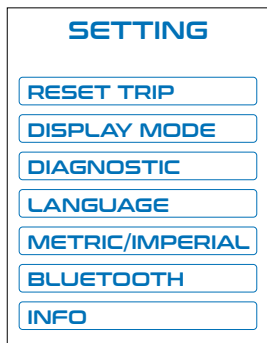 SETTING
RESET TRIP
DISPLAY MODE
DIAGNOSTIC
LANGUAGE
METRIC/IMPERIAL
BLUETOOTH
INFO